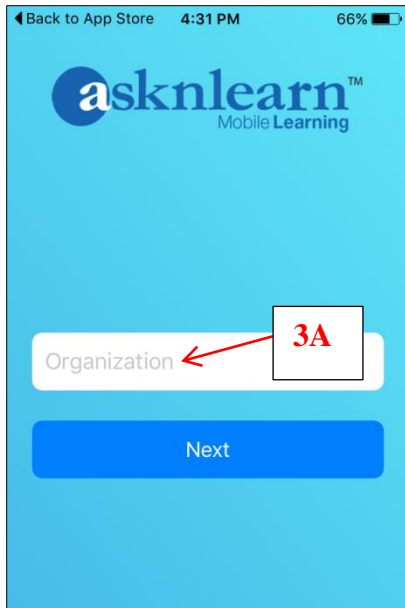 Back to App Store 4:31 PM 66%
asknlearn™
Mobile Learning
3A
Organization
Next